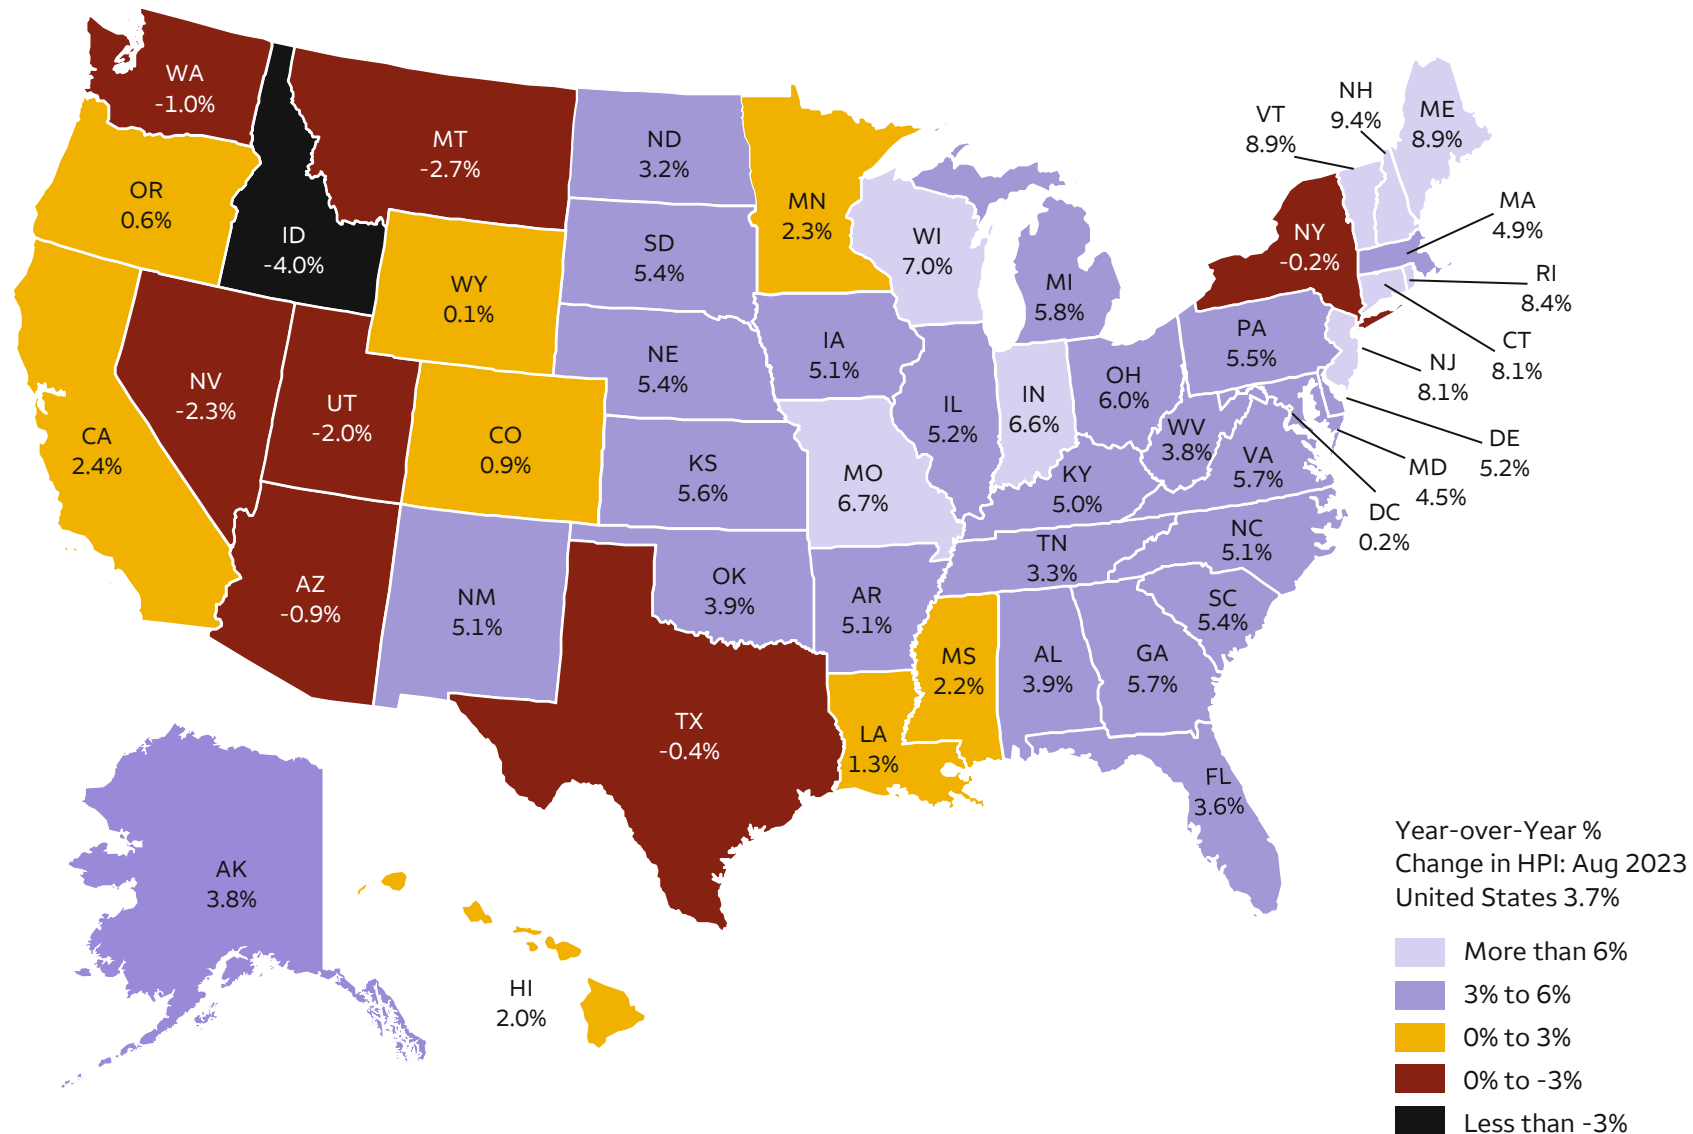 WA
-1.0%
MT
-2.7%
ND
3.2%
MN
2.3%
OR
0.6%
ID
-4.0%
WY
0.1%
SD
5.4%
WI
7.0%
MI
5.8%
VT
8.9%
NH
9.4%
ME
8.9%
NY
-0.2%
MA
4.9%
RI
8.4%
CT
8.1%
NJ
8.1%
PA
5.5%
DE
5.2%
MD
4.5%
DC
0.2%
NV
-2.3%
UT
-2.0%
CA
2.4%
CO
0.9%
NE
5.4%
IA
5.1%
KS
5.6%
MO
6.7%
IL
5.2%
IN
6.6%
OH
6.0%
WV
3.8%
VA
5.7%
KY
5.0%
TN
3.3%
NC
5.1%
SC
5.4%
AZ
-0.9%
NM
5.1%
OK
3.9%
AR
5.1%
TX
-0.4%
LA
1.3%
MS
2.2%
AL
3.9%
GA
5.7%
FL
3.6%
AK
3.8%
HI
2.0%
Year-over-Year %
Change in HPI: Aug 2023
United States 3.7%
More than 6%
3% to 6%
0% to 3%
0% to -3%
Less than -3%